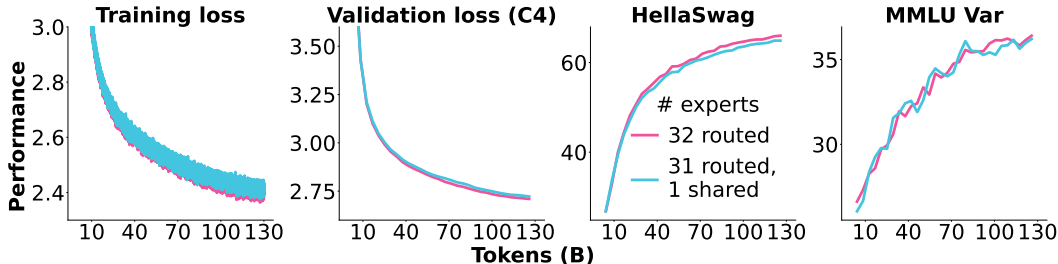 Training loss
Validation loss (C4)
HellaSwag
MMLU Var
Performance
3.0
2.8
2.6
2.4
10 40 70 100 130
3.50
3.25
3.00
2.75
10 40 70 100 130
60
40
# experts
32 routed
31 routed,
1 shared
10 40 70 100 130
35
30
10 40 70 100 130
Tokens (B)